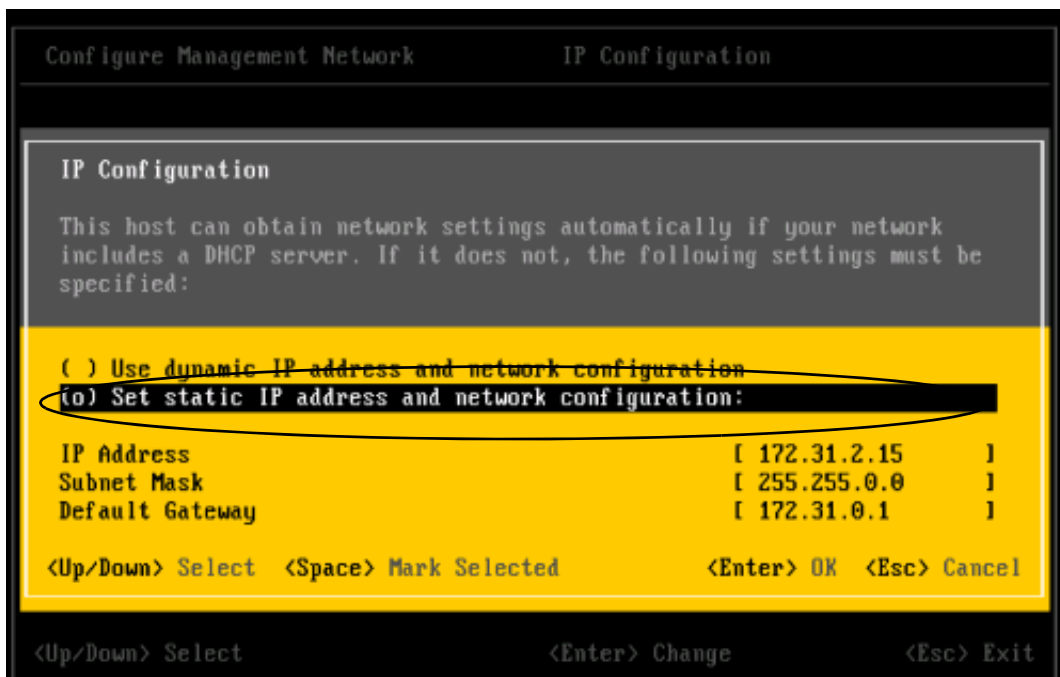 Configure Management Network IP Configuration
IP Configuration
This host can obtain network settings automatically if your network
includes a DHCP server. If it does not, the following settings must be
specified:
( ) Use dynamic IP address and network configuration
(o) Set static IP address and network configuration:
IP Address [ 172.31.2.15 ]
Subnet Mask [ 255.255.0.0 ]
Default Gateway [ 172.31.0.1 ]
<Up/Down> Select <Space> Mark Selected <Enter> OK <Esc> Cancel
<Up/Down> Select <Enter> Change <Esc> Exit